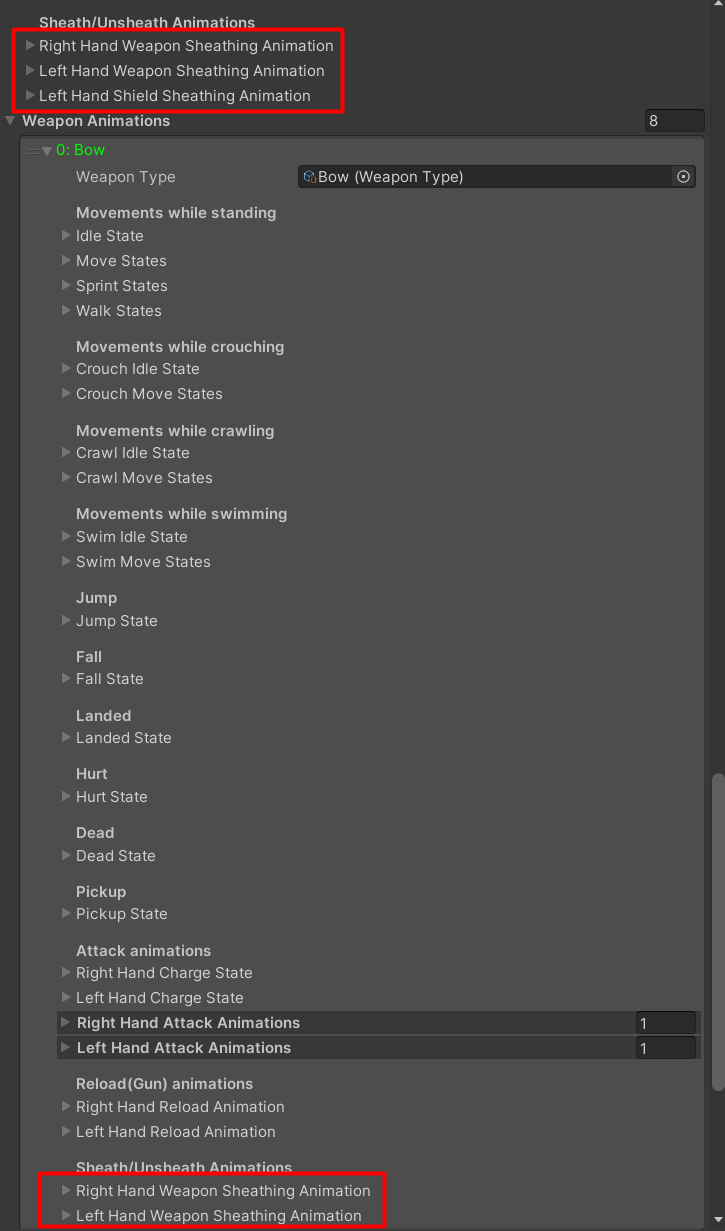 Sheath/Unsheath Animations
Right Hand Weapon Sheathing Animation
Left Hand Weapon Sheathing Animation
Left Hand Shield Sheathing Animation
Weapon Animations 8
0: Bow
Weapon Type Bow (Weapon Type)
Movements while standing
Idle State
Move States
Sprint States
Walk States
Movements while crouching
Crouch Idle State
Crouch Move States
Movements while crawling
Crawl Idle State
Crawl Move States
Movements while swimming
Swim Idle State
Swim Move States
Jump
Jump State
Fall
Fall State
Landed
Landed State
Hurt
Hurt State
Dead
Dead State
Pickup
Pickup State
Attack animations
Right Hand Charge State
Left Hand Charge State
Right Hand Attack Animations 1
Left Hand Attack Animations 1
Reload(Gun) animations
Right Hand Reload Animation
Left Hand Reload Animation
Sheath/Unsheath Animations
Right Hand Weapon Sheathing Animation
Left Hand Weapon Sheathing Animation